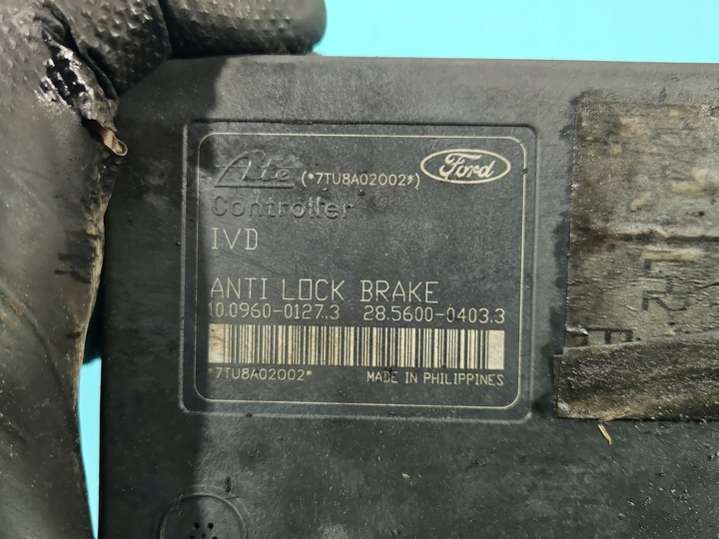 Ate (*7TU8A02002*) Ford
Controller
IVD
ANTI LOCK BRAKE
10.0960-0127.3 28.5600-0403.3
*7TU8A02002* MADE IN PHILIPPINES